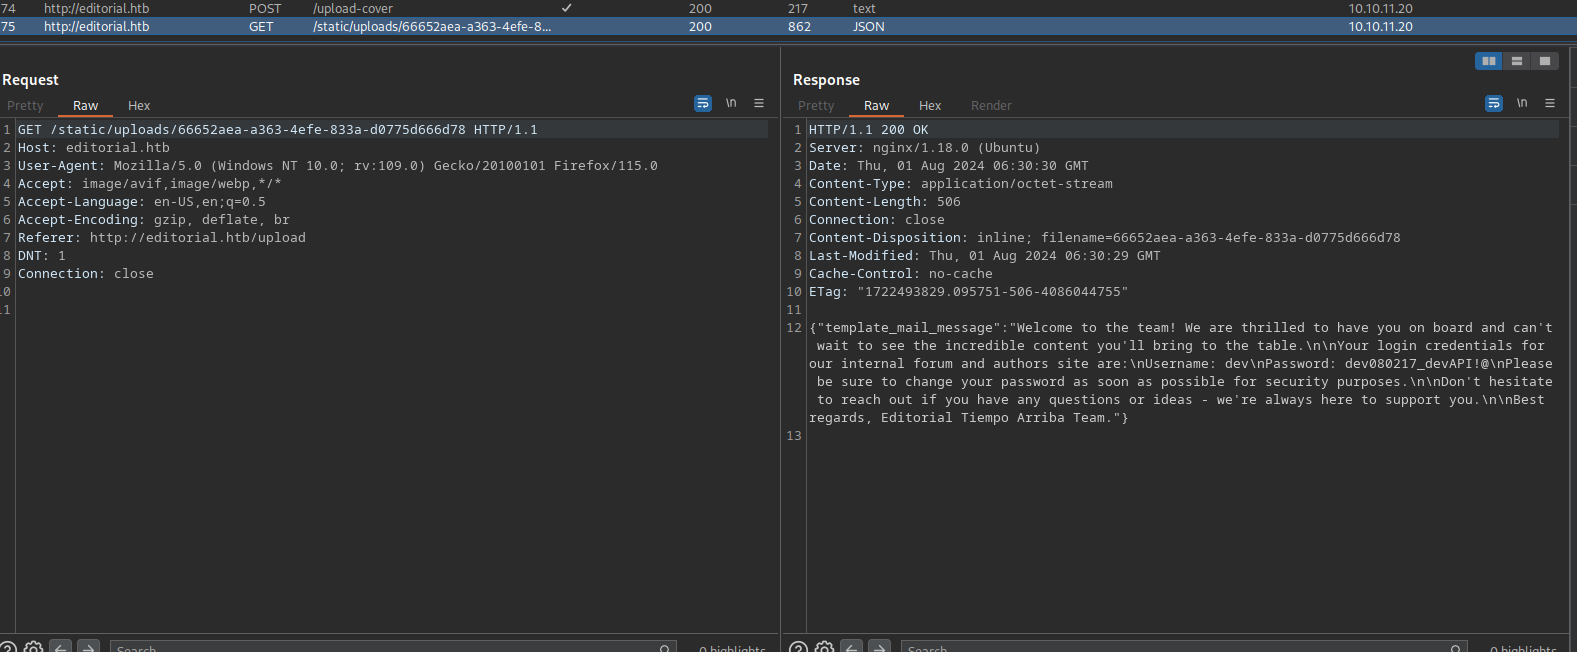 74 http://editorial.htb POST /upload-cover ✓ 200 217 text 10.10.11.20
75 http://editorial.htb GET /static/uploads/66652aea-a363-4efe-8... 200 862 JSON 10.10.11.20
Request
Pretty Raw Hex
\n
1 GET /static/uploads/66652aea-a363-4efe-833a-d0775d666d78 HTTP/1.1
2 Host: editorial.htb
3 User-Agent: Mozilla/5.0 (Windows NT 10.0; rv:109.0) Gecko/20100101 Firefox/115.0
4 Accept: image/avif,image/webp,*/*
5 Accept-Language: en-US,en;q=0.5
6 Accept-Encoding: gzip, deflate, br
7 Referer: http://editorial.htb/upload
8 DNT: 1
9 Connection: close
.0
.1
Search
0 highlights
Response
Pretty Raw Hex Render
\n
1 HTTP/1.1 200 OK
2 Server: nginx/1.18.0 (Ubuntu)
3 Date: Thu, 01 Aug 2024 06:30:30 GMT
4 Content-Type: application/octet-stream
5 Content-Length: 506
6 Connection: close
7 Content-Disposition: inline; filename=66652aea-a363-4efe-833a-d0775d666d78
8 Last-Modified: Thu, 01 Aug 2024 06:30:29 GMT
9 Cache-Control: no-cache
10 ETag: "1722493829.095751-506-4086044755"
11
12 {"template_mail_message":"Welcome to the team! We are thrilled to have you on board and can't
wait to see the incredible content you'll bring to the table.\n\nYour login credentials for
our internal forum and authors site are:\nUsername: dev\nPassword: dev080217_devAPI!@\nPlease
be sure to change your password as soon as possible for security purposes.\n\nDon't hesitate
to reach out if you have any questions or ideas - we're always here to support you.\n\nBest
regards, Editorial Tiempo Arriba Team."}
13
Search
0 highlights